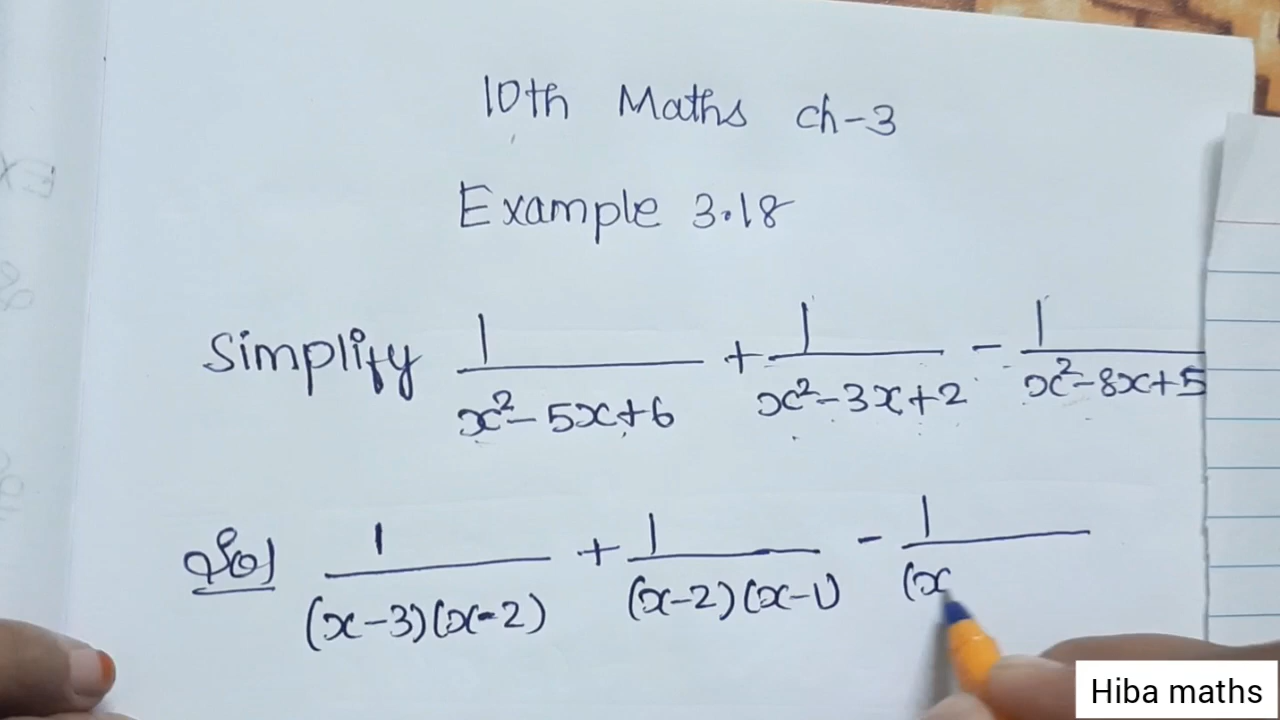 10th Maths ch-3
Example 3.18
Simplify 1/(x²-5x+6) + 1/(x²-3x+2) - 1/(x²-8x+5
Sol 1/((x-3)(x-2)) + 1/((x-2)(x-1)) - 1/(x
Hiba maths